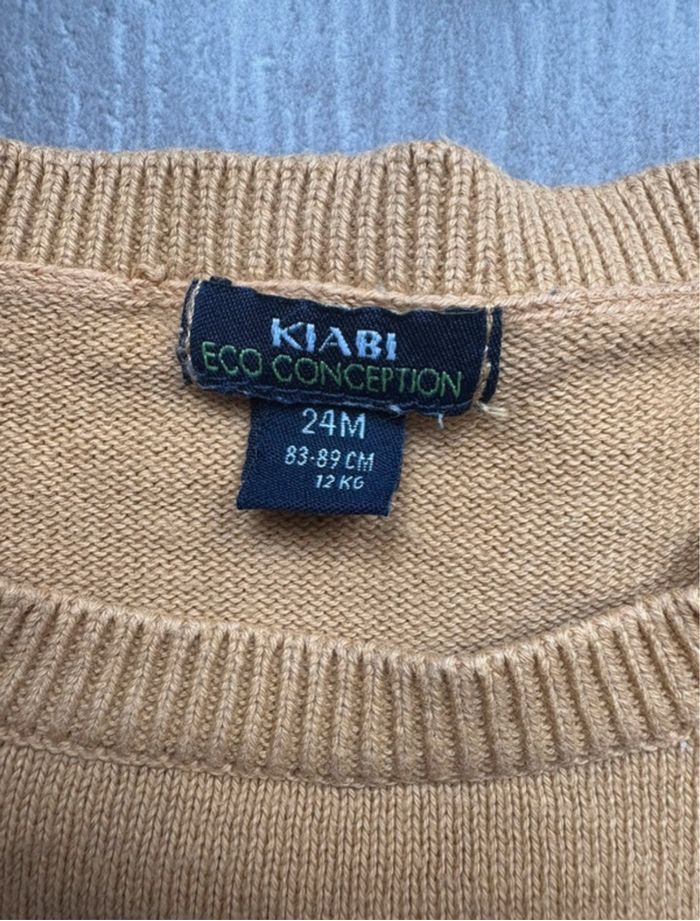 KIABI
ECO CONCEPTION
24M
83-89 CM
12 KG